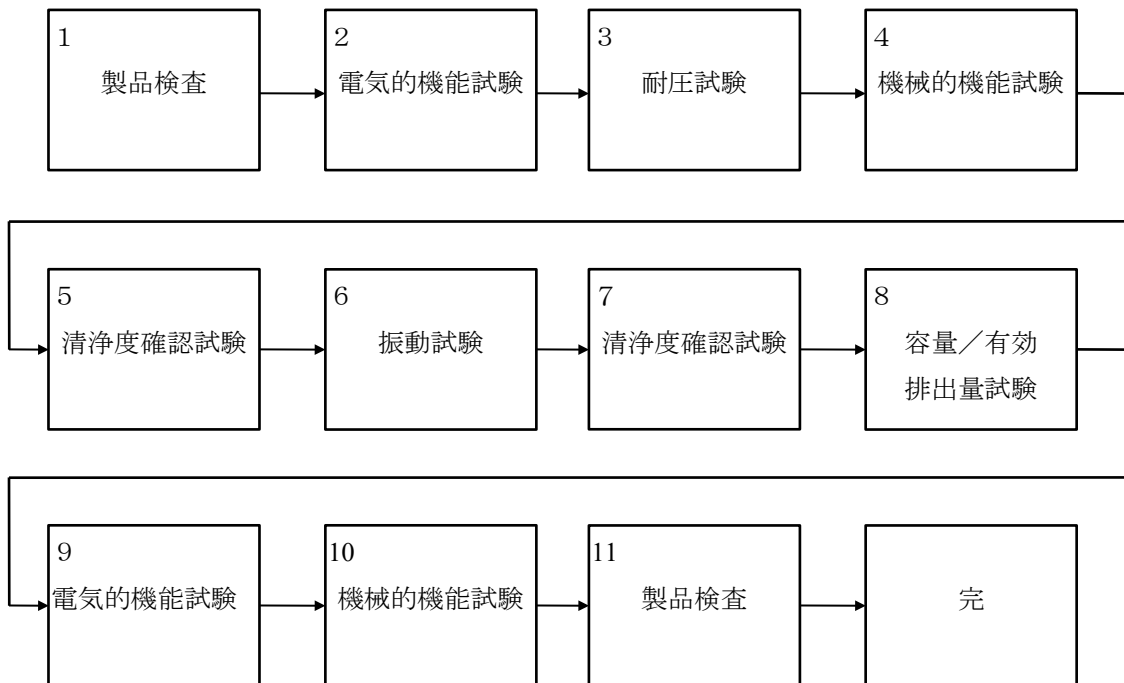 １
製品検査
２
電気的機能試験
３
耐圧試験
４
機械的機能試験
５
清浄度確認試験
６
振動試験
７
清浄度確認試験
８
容量／有効
排出量試験
９
電気的機能試験
10
機械的機能試験
11
製品検査
完